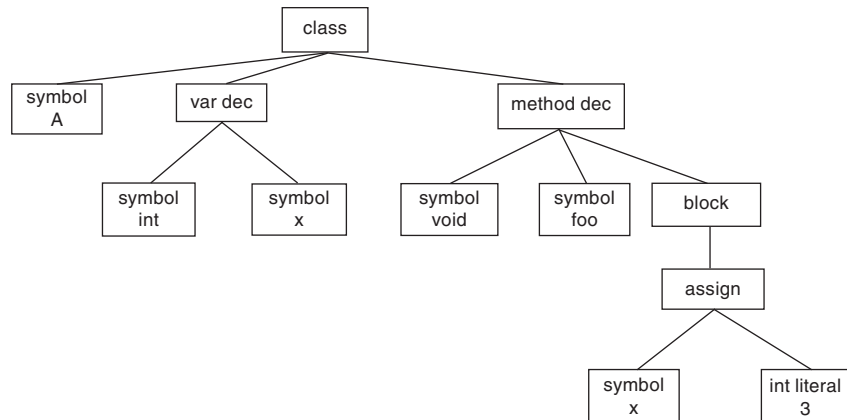 class
symbol
A
var dec
method dec
symbol
int
symbol
x
symbol
void
symbol
foo
block
assign
symbol
x
int literal
3